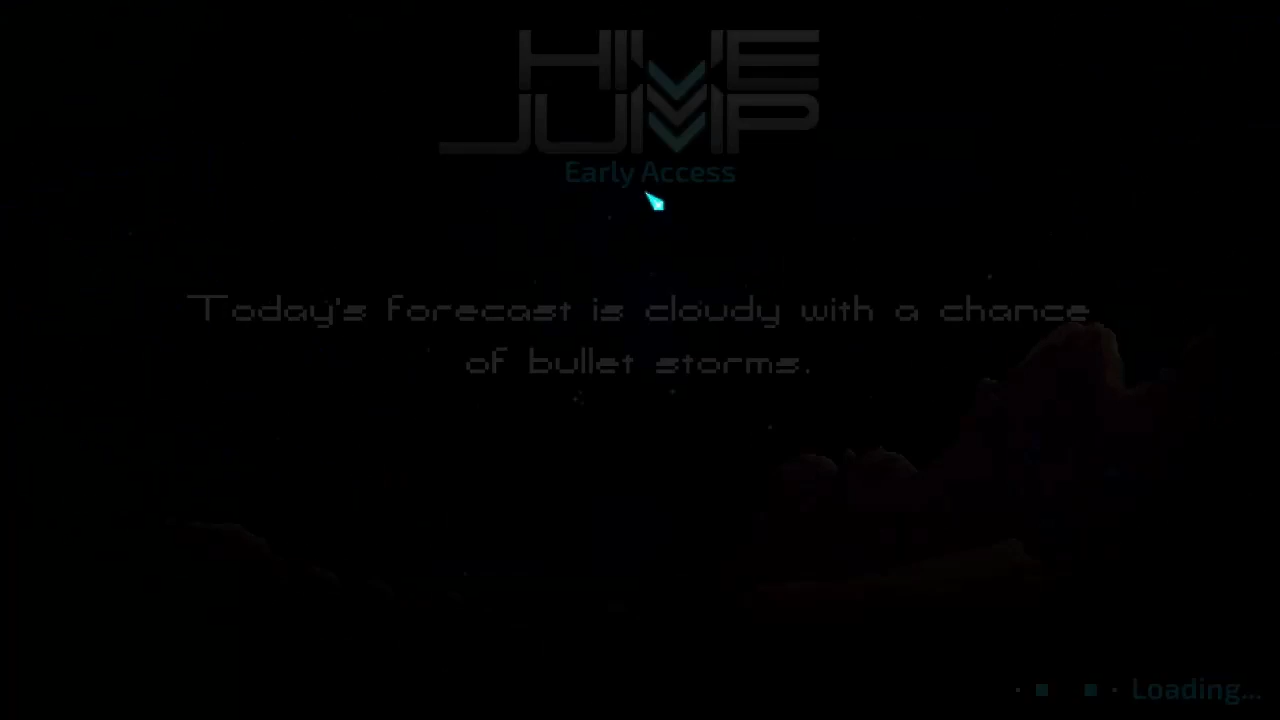 HIVE
JUMP
Early Access
Today's forecast is cloudy with a chance
of bullet storms.
Loading...